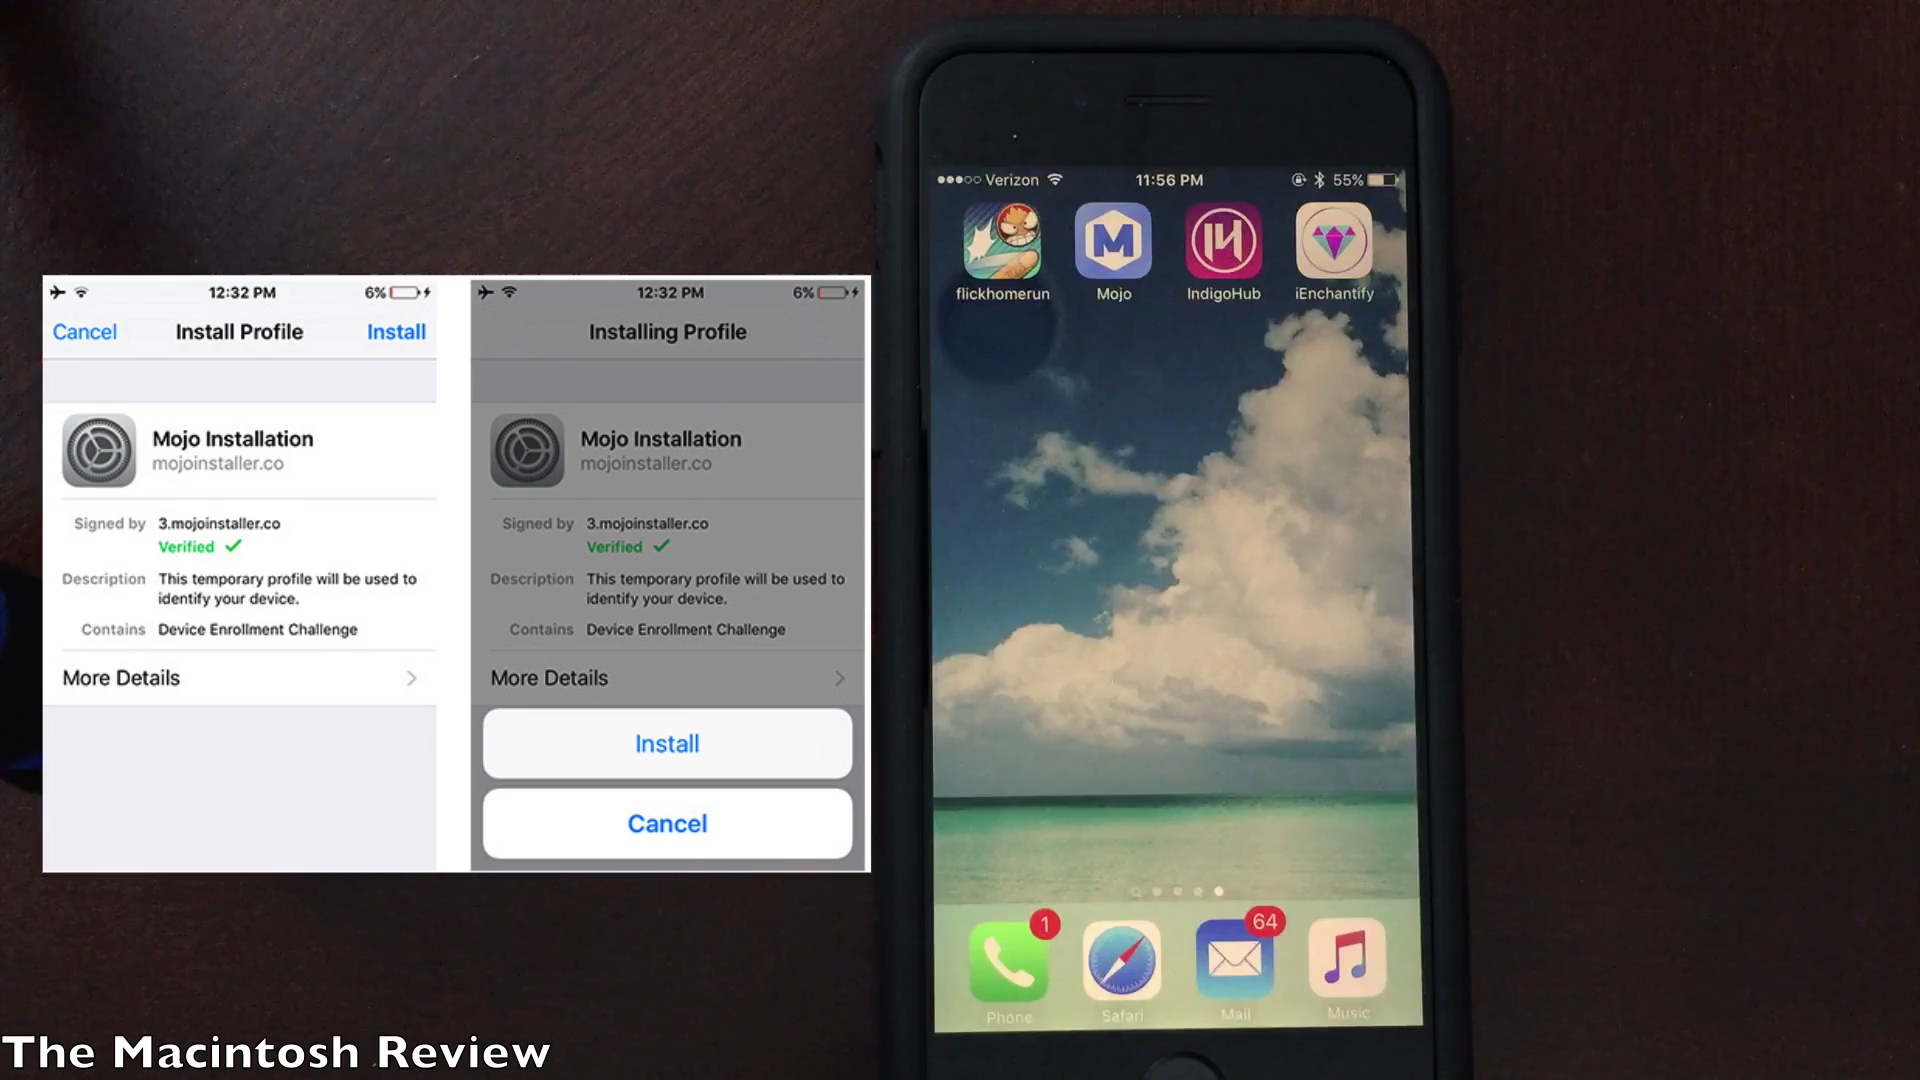 12:32 PM 6%
Cancel Install Profile Install
Mojo Installation
mojoinstaller.co
Signed by 3.mojoinstaller.co
Verified
Description This temporary profile will be used to
identify your device.
Contains Device Enrollment Challenge
More Details
12:32 PM 6%
Installing Profile
Mojo Installation
mojoinstaller.co
Signed by 3.mojoinstaller.co
Verified
Description This temporary profile will be used to
identify your device.
Contains Device Enrollment Challenge
More Details
Install
Cancel
Verizon 11:56 PM 55%
M
flickhomerun Mojo IndigoHub iEnchantify
1 64
Phone Safari Mail Music
The Macintosh Review